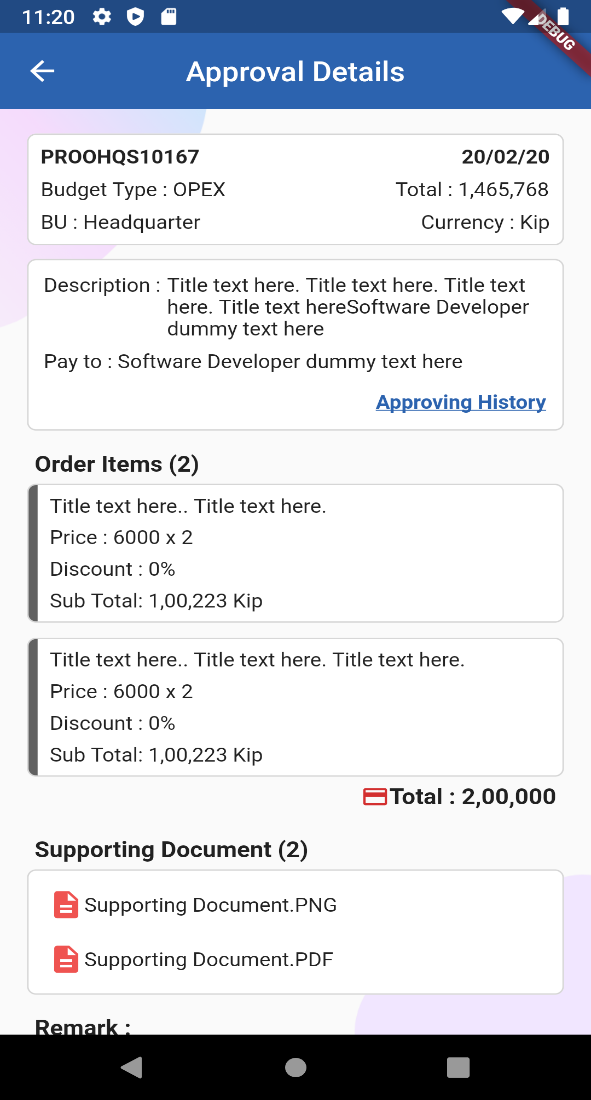 11:20
DEBUG
Approval Details
PROOHQS10167 20/02/20
Budget Type : OPEX Total : 1,465,768
BU : Headquarter Currency : Kip
Description : Title text here. Title text here. Title text
here. Title text hereSoftware Developer
dummy text here
Pay to : Software Developer dummy text here
Approving History
Order Items (2)
Title text here.. Title text here.
Price : 6000 x 2
Discount : 0%
Sub Total: 1,00,223 Kip
Title text here.. Title text here. Title text here.
Price : 6000 x 2
Discount : 0%
Sub Total: 1,00,223 Kip
Total : 2,00,000
Supporting Document (2)
Supporting Document.PNG
Supporting Document.PDF
Remark :